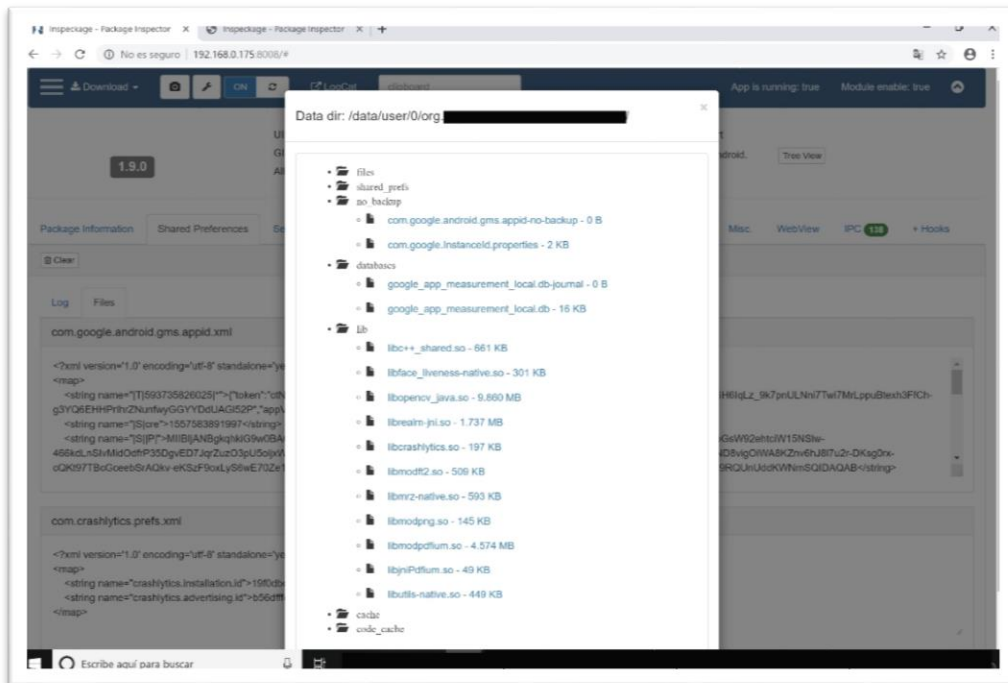 Inspeckage - Package Inspector
Inspeckage - Package Inspector
No es seguro | 192.168.0.175:8008/#
Download
ON
LogCat
clipboard
App is running: true
Module enable: true
Data dir: /data/user/0/org.
1.9.0
Tree View
files
shared_prefs
no_backup
com.google.android.gms.appid-no-backup - 0 B
com.google.InstanceId.properties - 2 KB
databases
google_app_measurement_local.db-journal - 0 B
google_app_measurement_local.db - 16 KB
lib
libc++_shared.so - 661 KB
libface_liveness-native.so - 301 KB
libopencv_java.so - 9.660 MB
librealm-jni.so - 1.737 MB
libcrashlytics.so - 197 KB
libmodft2.so - 509 KB
libmrz-native.so - 593 KB
libmodpng.so - 145 KB
libmodpdfium.so - 4.574 MB
libjniPdfium.so - 49 KB
libutils-native.so - 449 KB
cache
code_cache
Package Information
Shared Preferences
Misc.
WebView
IPC 138
+ Hooks
Clear
Log
Files
com.google.android.gms.appid.xml
<?xml version='1.0' encoding='utf-8' standalone='ye
<map>
<string name="|S|cre">1557583891997</string>
com.crashlytics.prefs.xml
<?xml version='1.0' encoding='utf-8' standalone='ye
<map>
<string name="crashlytics.installation.id">
<string name="crashlytics.advertising.id">
</map>
Escribe aquí para buscar